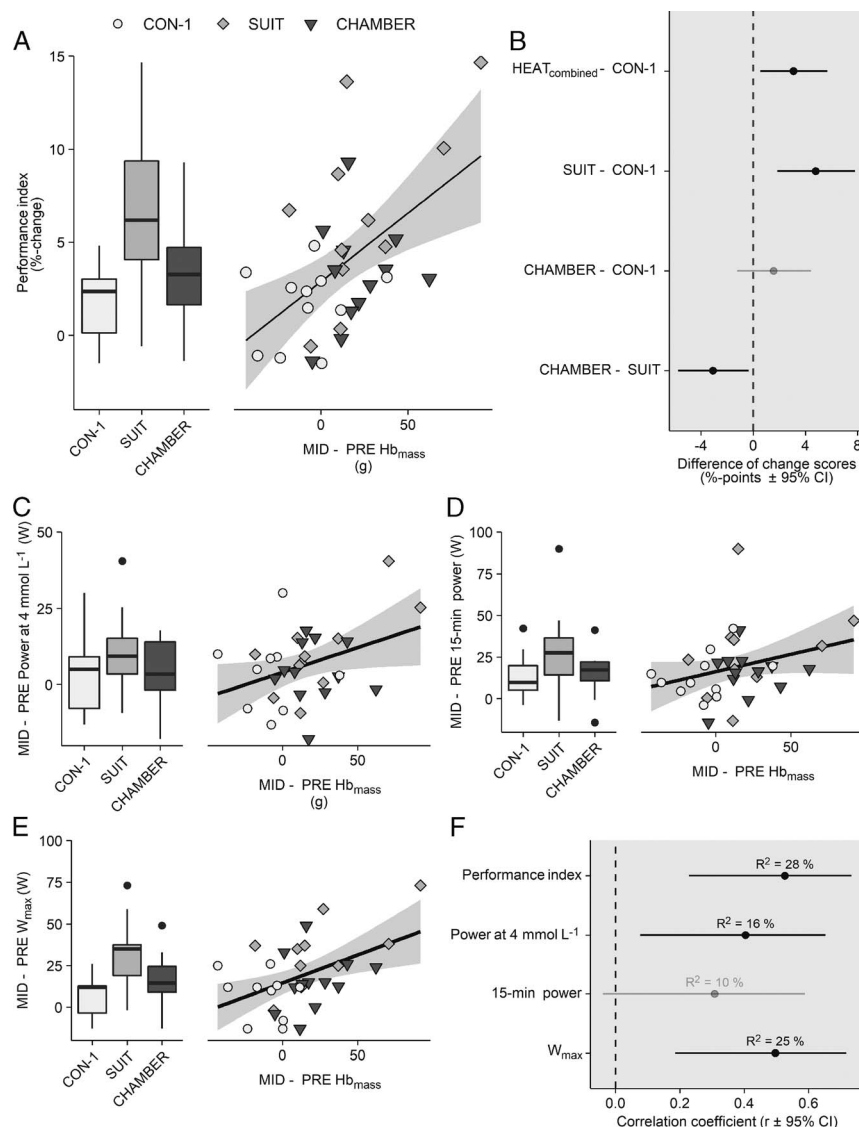 CON-1 SUIT CHAMBER
A
15
10
5
0
Performance index
(%-change)
CON-1
SUIT
CHAMBER
0 50
MID - PRE Hbmass
(g)
B
HEATcombined - CON-1
SUIT - CON-1
CHAMBER - CON-1
CHAMBER - SUIT
-4 0 4 8
Difference of change scores
(%-points ± 95% CI)
C
50
25
0
MID - PRE Power at 4 mmol L-1 (W)
CON-1
SUIT
CHAMBER
0 50
MID - PRE Hbmass
(g)
D
100
75
50
25
0
MID - PRE 15-min power (W)
CON-1
SUIT
CHAMBER
0 50
MID - PRE Hbmass
E
100
75
50
25
0
MID - PRE Wmax (W)
CON-1
SUIT
CHAMBER
0 50
MID - PRE Hbmass
F
Performance index
R2 = 28 %
Power at 4 mmol L-1
R2 = 16 %
15-min power
R2 = 10 %
Wmax
R2 = 25 %
0.0 0.2 0.4 0.6
Correlation coefficient (r ± 95% CI)